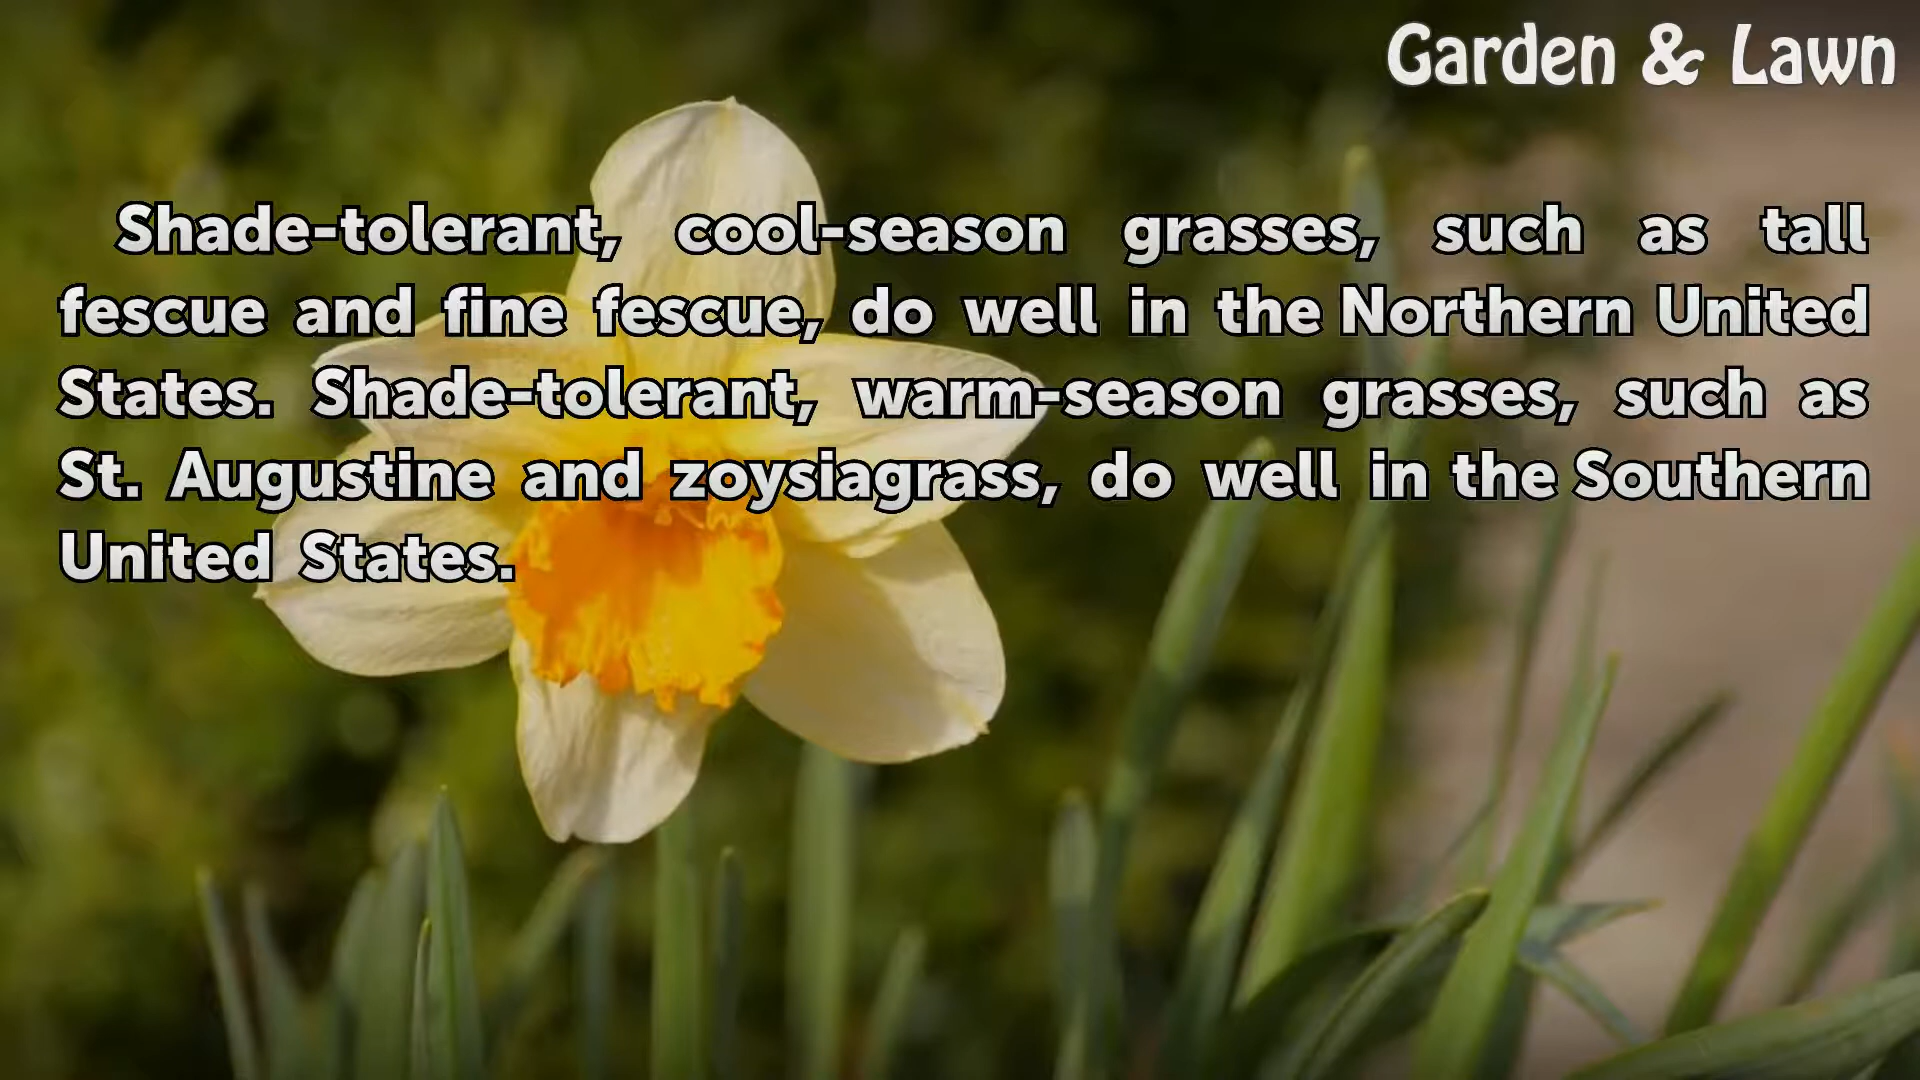 Garden & Lawn
Shade-tolerant, cool-season grasses, such as tall
fescue and fine fescue, do well in the Northern United
States. Shade-tolerant, warm-season grasses, such as
St. Augustine and zoysiagrass, do well in the Southern
United States.